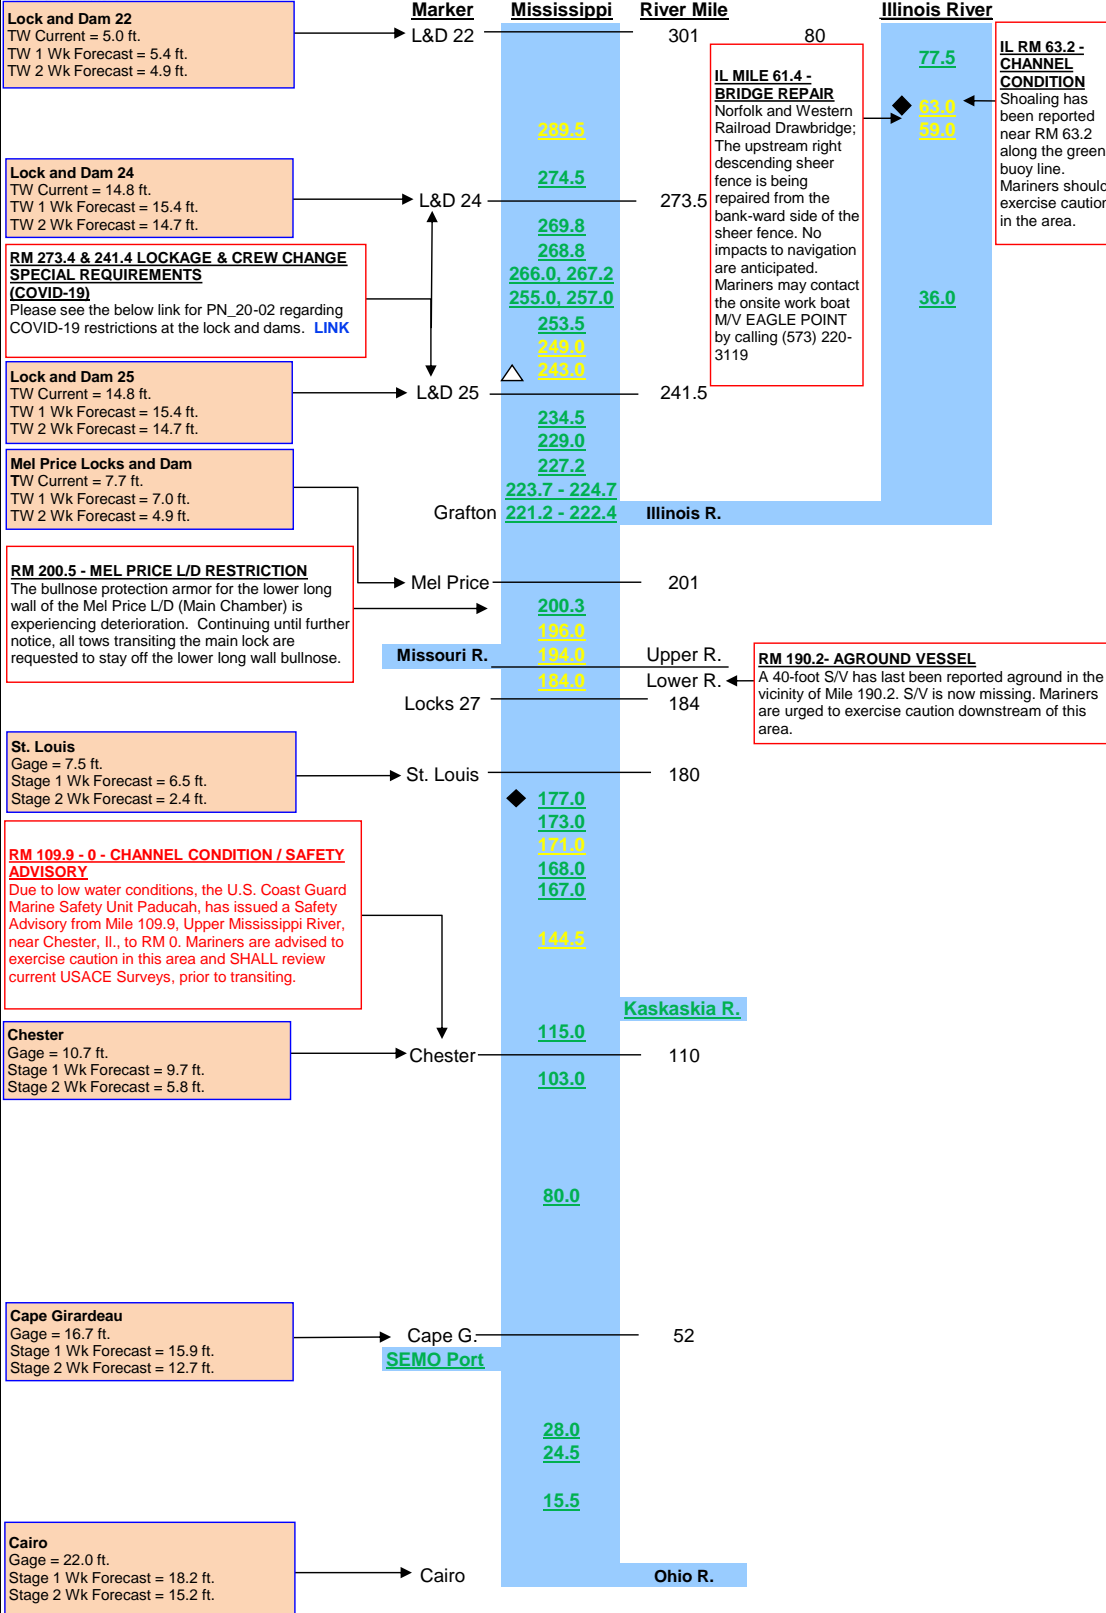 Marker Mississippi River Mile Illinois River
Lock and Dam 22
TW Current = 5.0 ft.
TW 1 Wk Forecast = 5.4 ft.
TW 2 Wk Forecast = 4.9 ft.
L&D 22 301 80
77.5
IL RM 63.2 -
CHANNEL
CONDITION
Shoaling has
been reported
near RM 63.2
along the green
buoy line.
Mariners should
exercise caution
in the area.
IL MILE 61.4 -
BRIDGE REPAIR
Norfolk and Western
Railroad Drawbridge;
The upstream right
descending sheer
fence is being
repaired from the
bank-ward side of the
sheer fence. No
impacts to navigation
are anticipated.
Mariners may contact
the onsite work boat
M/V EAGLE POINT
by calling (573) 220-
3119
63.0
59.0
36.0
289.5
274.5
Lock and Dam 24
TW Current = 14.8 ft.
TW 1 Wk Forecast = 15.4 ft.
TW 2 Wk Forecast = 14.7 ft.
L&D 24 273.5
269.8
268.8
266.0, 267.2
255.0, 257.0
253.5
249.0
243.0
RM 273.4 & 241.4 LOCKAGE & CREW CHANGE
SPECIAL REQUIREMENTS
(COVID-19)
Please see the below link for PN_20-02 regarding
COVID-19 restrictions at the lock and dams. LINK
Lock and Dam 25
TW Current = 14.8 ft.
TW 1 Wk Forecast = 15.4 ft.
TW 2 Wk Forecast = 14.7 ft.
L&D 25 241.5
234.5
229.0
227.2
223.7 - 224.7
Grafton 221.2 - 222.4 Illinois R.
Mel Price Locks and Dam
TW Current = 7.7 ft.
TW 1 Wk Forecast = 7.0 ft.
TW 2 Wk Forecast = 4.9 ft.
Mel Price 201
RM 200.5 - MEL PRICE L/D RESTRICTION
The bullnose protection armor for the lower long
wall of the Mel Price L/D (Main Chamber) is
experiencing deterioration. Continuing until further
notice, all tows transiting the main lock are
requested to stay off the lower long wall bullnose.
200.3
196.0
Missouri R. 194.0 Upper R.
184.0 Lower R.
Locks 27 184
RM 190.2- AGROUND VESSEL
A 40-foot S/V has last been reported aground in the
vicinity of Mile 190.2. S/V is now missing. Mariners
are urged to exercise caution downstream of this
area.
St. Louis
Gage = 7.5 ft.
Stage 1 Wk Forecast = 6.5 ft.
Stage 2 Wk Forecast = 2.4 ft.
St. Louis 180
177.0
173.0
171.0
168.0
167.0
144.5
RM 109.9 - 0 - CHANNEL CONDITION / SAFETY
ADVISORY
Due to low water conditions, the U.S. Coast Guard
Marine Safety Unit Paducah, has issued a Safety
Advisory from Mile 109.9, Upper Mississippi River,
near Chester, Il., to RM 0. Mariners are advised to
exercise caution in this area and SHALL review
current USACE Surveys, prior to transiting.
Kaskaskia R.
115.0
Chester
Gage = 10.7 ft.
Stage 1 Wk Forecast = 9.7 ft.
Stage 2 Wk Forecast = 5.8 ft.
Chester 110
103.0
80.0
Cape Girardeau
Gage = 16.7 ft.
Stage 1 Wk Forecast = 15.9 ft.
Stage 2 Wk Forecast = 12.7 ft.
Cape G. 52
SEMO Port
28.0
24.5
15.5
Cairo
Gage = 22.0 ft.
Stage 1 Wk Forecast = 18.2 ft.
Stage 2 Wk Forecast = 15.2 ft.
Cairo Ohio R.